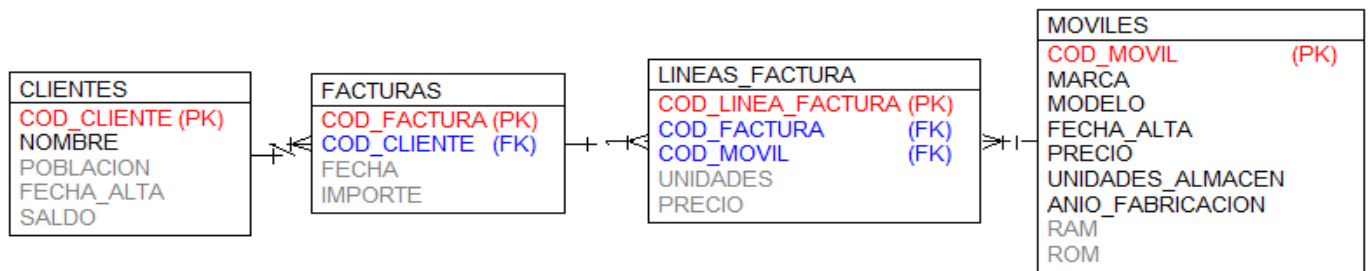 CLIENTES
COD_CLIENTE (PK)
NOMBRE
POBLACION
FECHA_ALTA
SALDO
FACTURAS
COD_FACTURA (PK)
COD_CLIENTE (FK)
FECHA
IMPORTE
LINEAS_FACTURA
COD_LINEA_FACTURA (PK)
COD_FACTURA (FK)
COD_MOVIL (FK)
UNIDADES
PRECIO
MOVILES
COD_MOVIL (PK)
MARCA
MODELO
FECHA_ALTA
PRECIO
UNIDADES_ALMACEN
ANIO_FABRICACION
RAM
ROM